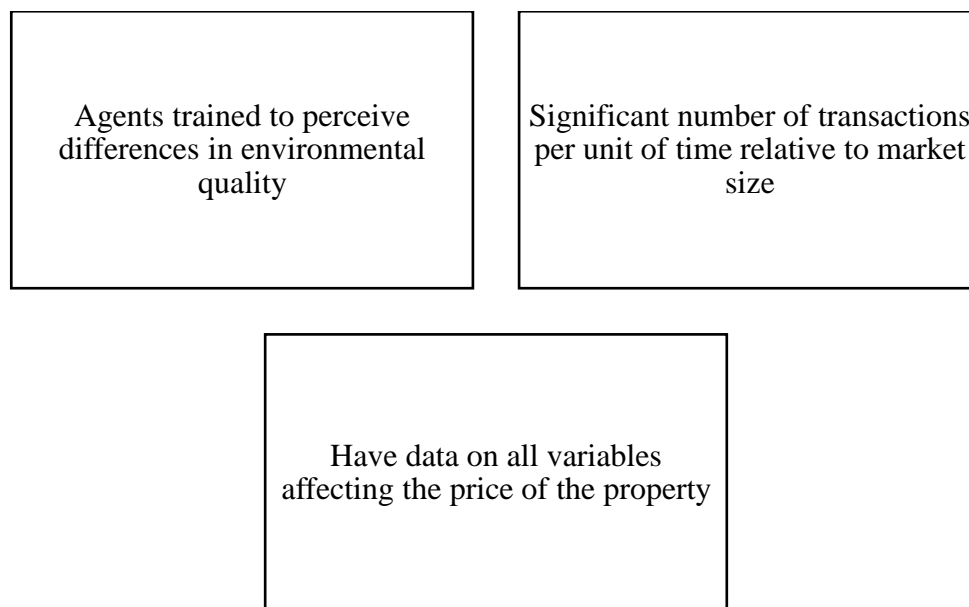 Agents trained to perceive
differences in environmental
quality
Significant number of transactions
per unit of time relative to market
size
Have data on all variables
affecting the price of the property